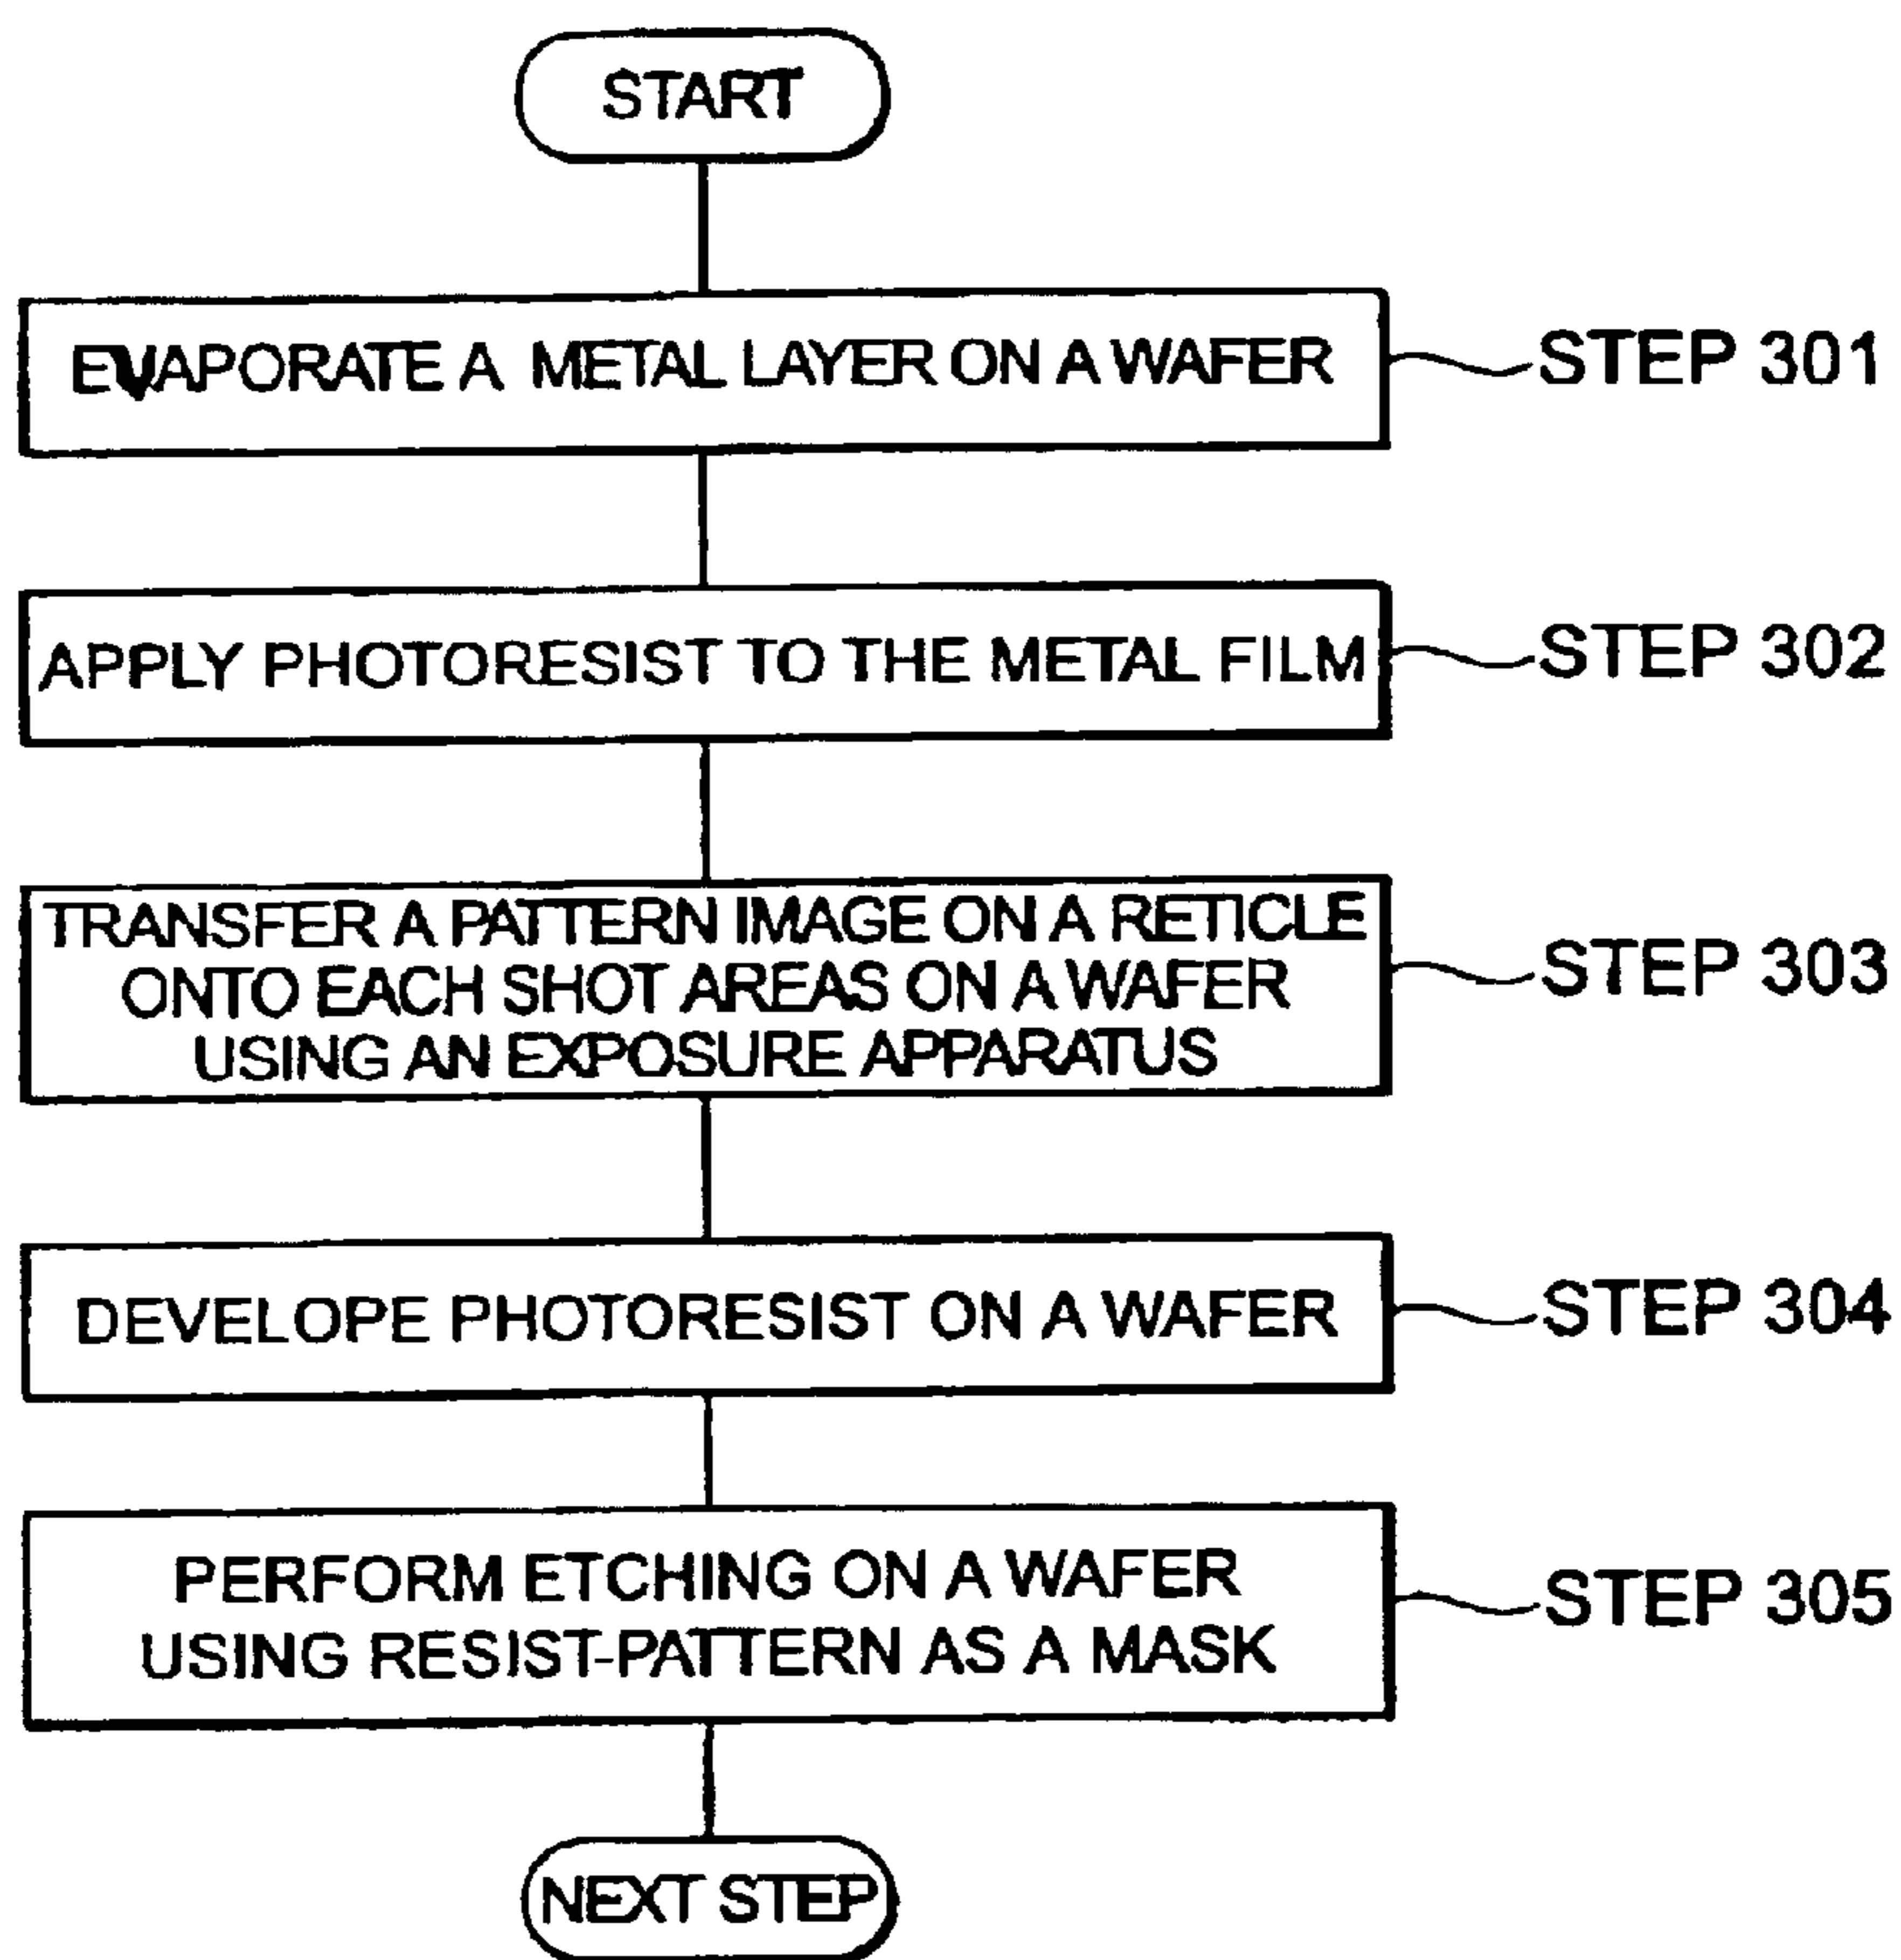 START
EVAPORATE A METAL LAYER ON A WAFER
STEP 301
APPLY PHOTORESIST TO THE METAL FILM
STEP 302
TRANSFER A PATTERN IMAGE ON A RETICLE
ONTO EACH SHOT AREAS ON A WAFER
USING AN EXPOSURE APPARATUS
STEP 303
DEVELOPE PHOTORESIST ON A WAFER
STEP 304
PERFORM ETCHING ON A WAFER
USING RESIST-PATTERN AS A MASK
STEP 305
NEXT STEP